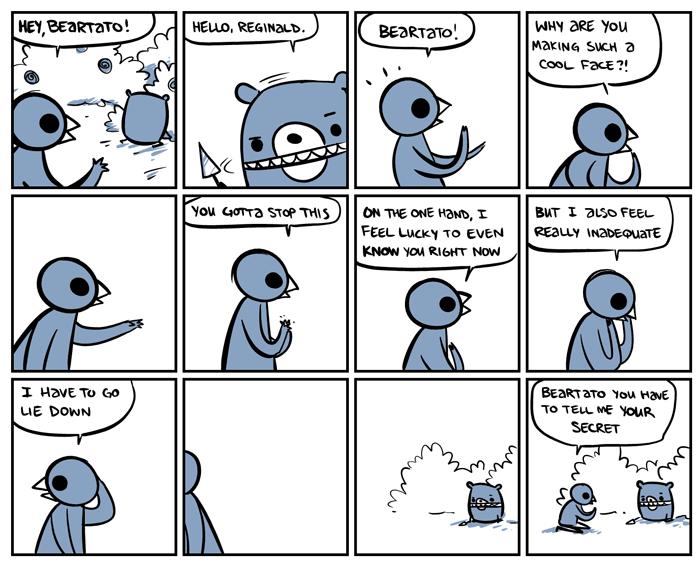 HEY, BEARTATO!
HELLO, REGINALD.
BEARTATO!
WHY ARE YOU
MAKING SUCH A
COOL FACE?!
YOU GOTTA STOP THIS
ON THE ONE HAND, I
FEEL LUCKY TO EVEN
KNOW YOU RIGHT NOW
BUT I ALSO FEEL
REALLY INADEQUATE
I HAVE TO GO
LIE DOWN
BEARTATO YOU HAVE
TO TELL ME YOUR
SECRET